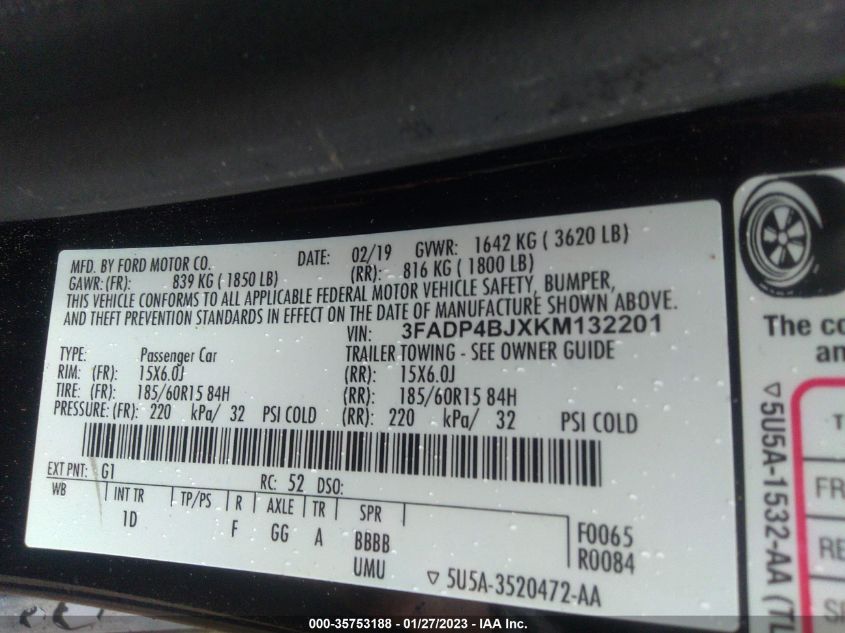 MFD. BY FORD MOTOR CO. DATE: 02/19 GVWR: 1642 KG ( 3620 LB)
GAWR: (FR): 839 KG ( 1850 LB) (RR): 816 KG ( 1800 LB)
THIS VEHICLE CONFORMS TO ALL APPLICABLE FEDERAL MOTOR VEHICLE SAFETY, BUMPER,
AND THEFT PREVENTION STANDARDS IN EFFECT ON THE DATE OF MANUFACTURE SHOWN ABOVE.
VIN: 3FADP4BJXKM132201
TYPE: Passenger Car TRAILER TOWING - SEE OWNER GUIDE
RIM: (FR): 15X6.0J (RR): 15X6.0J
TIRE: (FR): 185/60R15 84H (RR): 185/60R15 84H
PRESSURE: (FR): 220 kPa/ 32 PSI COLD (RR): 220 kPa/ 32 PSI COLD
EXT PNT: G1 RC: 52 DSO:
WB INT TR TP/PS R AXLE TR SPR
1D F GG A BBBB F0065
UMU R0084
5U5A-3520472-AA
The co
an
T
FR
RE
SP
5U5A-1532-AA (TL
000-35753188 - 01/27/2023 - IAA Inc.